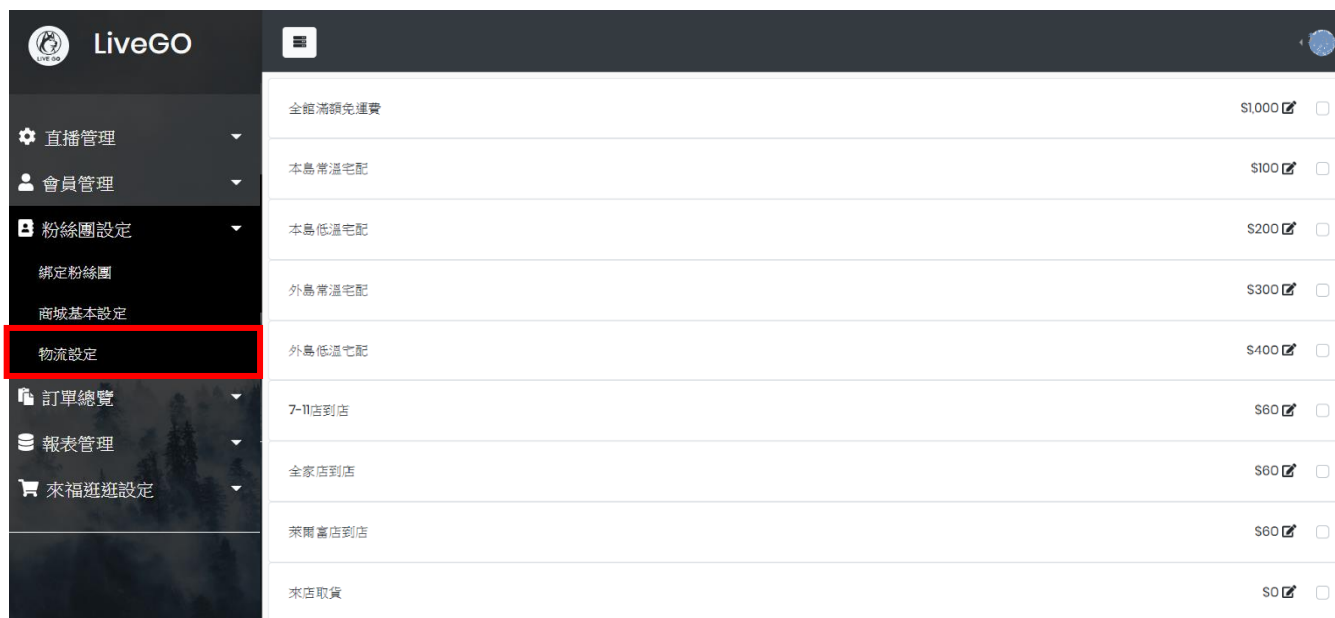 LIVE GO
LiveGO
直播管理
會員管理
粉絲團設定
綁定粉絲團
商城基本設定
物流設定
訂單總覽
報表管理
來福逛逛設定
全館滿額免運費 $1,000
本島常溫宅配 $100
本島低溫宅配 $200
外島常溫宅配 $300
外島低溫宅配 $400
7-11店到店 $60
全家店到店 $60
萊爾富店到店 $60
來店取貨 $0